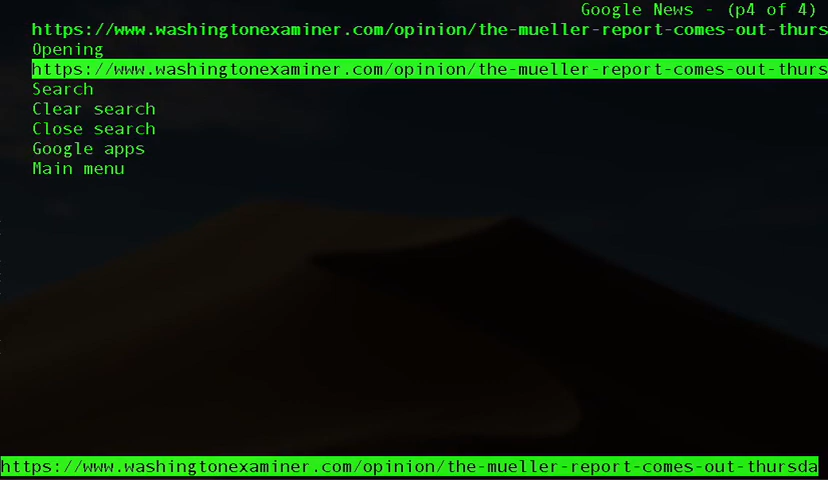 Google News - (p4 of 4)
https://www.washingtonexaminer.com/opinion/the-mueller-report-comes-out-thurs
Opening
https://www.washingtonexaminer.com/opinion/the-mueller-report-comes-out-thurs
Search
Clear search
Close search
Google apps
Main menu
https://www.washingtonexaminer.com/opinion/the-mueller-report-comes-out-thursda